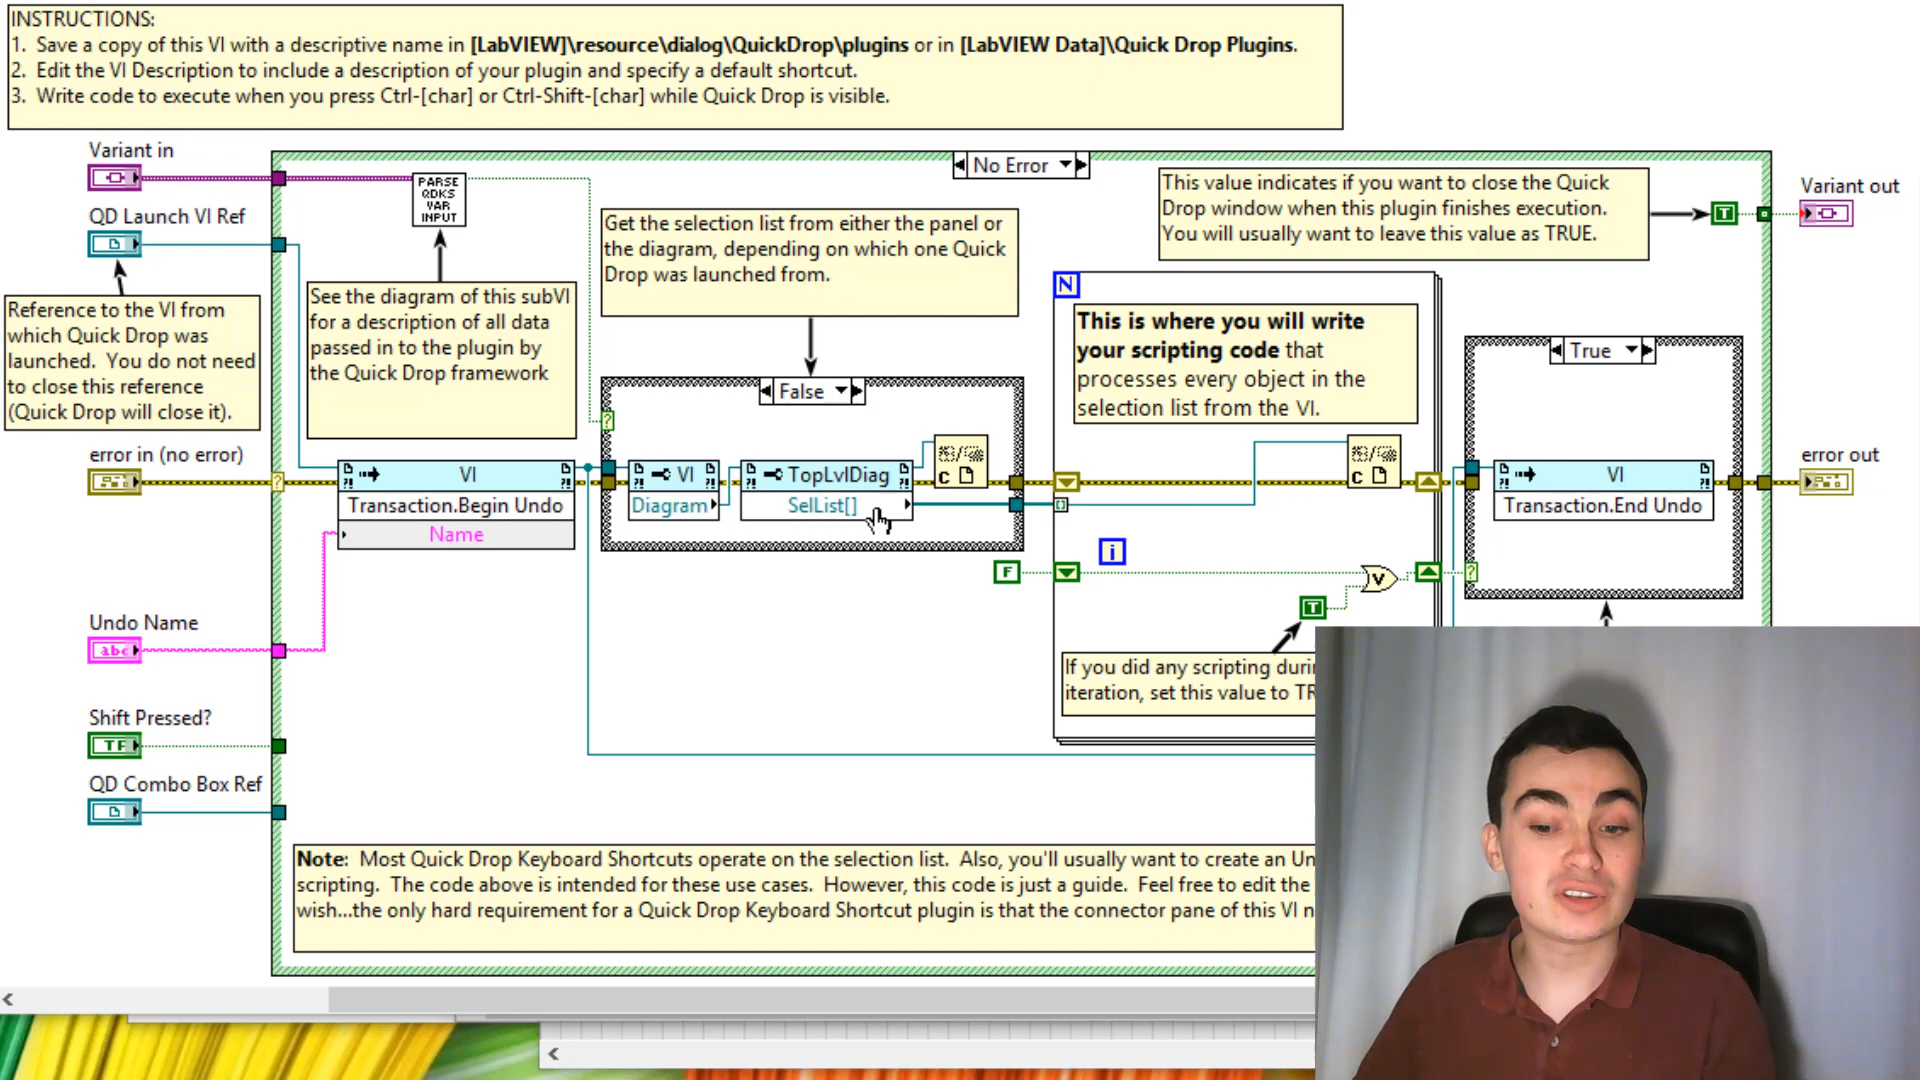 INSTRUCTIONS:
1. Save a copy of this VI with a descriptive name in [LabVIEW]\resource\dialog\QuickDrop\plugins or in [LabVIEW Data]\Quick Drop Plugins.
2. Edit the VI Description to include a description of your plugin and specify a default shortcut.
3. Write code to execute when you press Ctrl-[char] or Ctrl-Shift-[char] while Quick Drop is visible.
Variant in
No Error
PARSE
QDKS
VAR
INPUT
This value indicates if you want to close the Quick
Drop window when this plugin finishes execution.
You will usually want to leave this value as TRUE.
T
Variant out
QD Launch VI Ref
Get the selection list from either the panel or
the diagram, depending on which one Quick
Drop was launched from.
See the diagram of this subVI
for a description of all data
passed in to the plugin by
the Quick Drop framework
Reference to the VI from
which Quick Drop was
launched. You do not need
to close this reference
(Quick Drop will close it).
N
This is where you will write
your scripting code that
processes every object in the
selection list from the VI.
True
False
?
error in (no error)
?
VI
Transaction.Begin Undo
Name
VI
Diagram
TopLvlDiag
SelList[]
C
C
VI
Transaction.End Undo
error out
i
F
V
?
T
Undo Name
abc
If you did any scripting durin
iteration, set this value to TR
Shift Pressed?
TF
QD Combo Box Ref
Note: Most Quick Drop Keyboard Shortcuts operate on the selection list. Also, you'll usually want to create an Un
scripting. The code above is intended for these use cases. However, this code is just a guide. Feel free to edit the
wish...the only hard requirement for a Quick Drop Keyboard Shortcut plugin is that the connector pane of this VI n